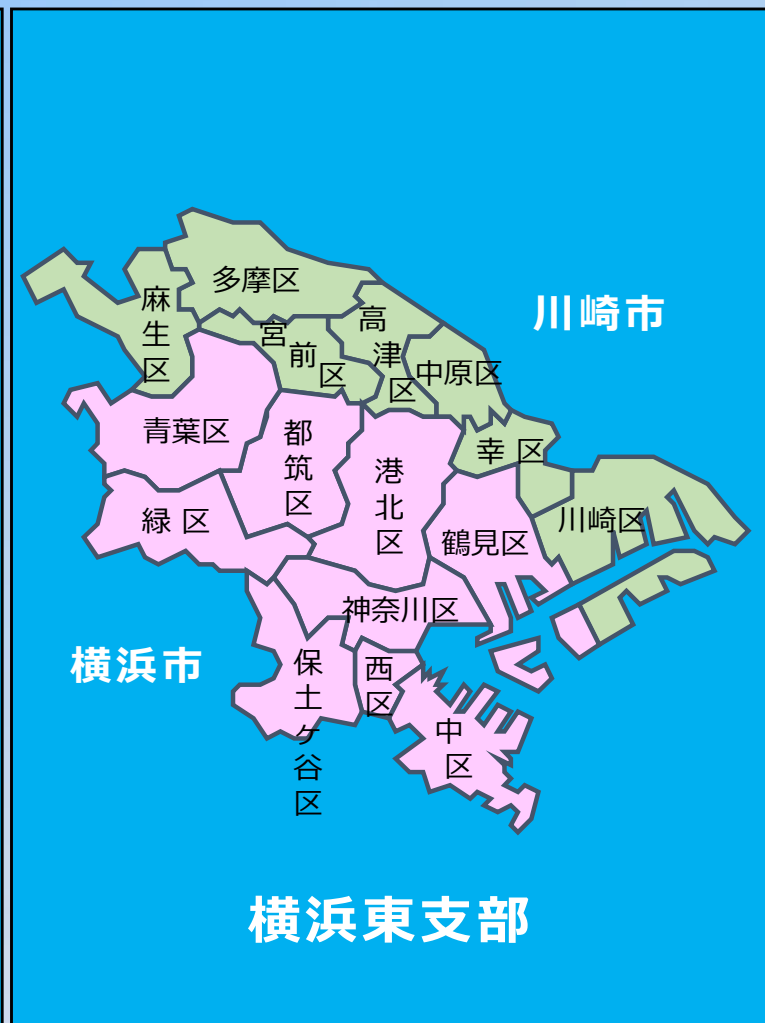 多摩区
麻生区
宮前区
高津区
川崎市
中原区
青葉区
都筑区
幸 区
港北区
緑 区
川崎区
鶴見区
神奈川区
横浜市
保土ヶ谷区
西区
中区
横浜東支部